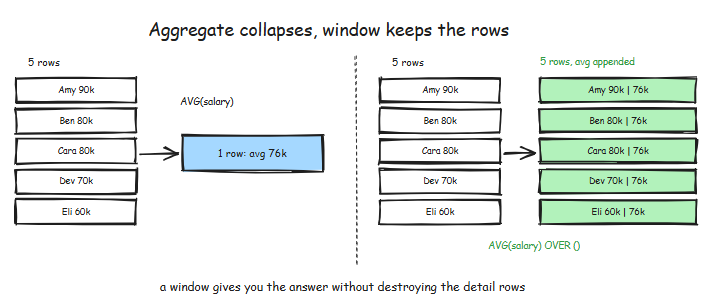 Aggregate collapses, window keeps the rows
5 rows
Amy 90k
Ben 80k
Cara 80k
Dev 70k
Eli 60k
AVG(salary)
1 row: avg 76k
5 rows
Amy 90k
Ben 80k
Cara 80k
Dev 70k
Eli 60k
5 rows, avg appended
Amy 90k | 76k
Ben 80k | 76k
Cara 80k | 76k
Dev 70k | 76k
Eli 60k | 76k
AVG(salary) OVER ()
a window gives you the answer without destroying the detail rows